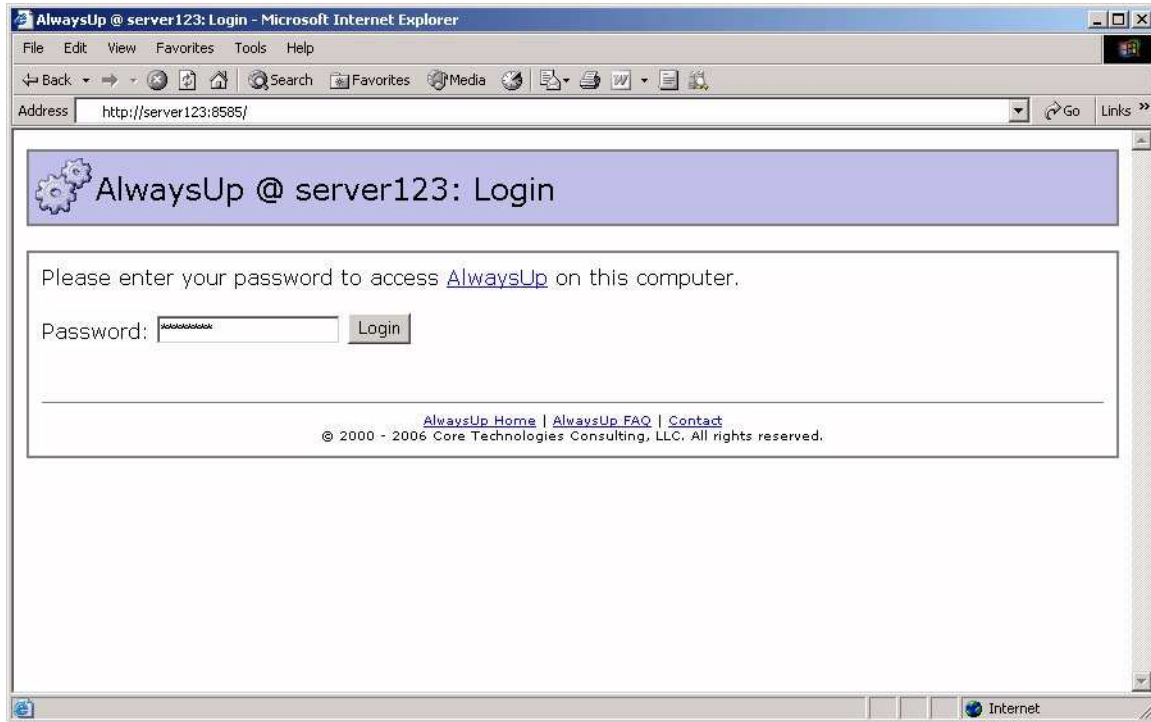 AlwaysUp @ server123: Login - Microsoft Internet Explorer
File Edit View Favorites Tools Help
Back Search Favorites Media
Address http://server123:8585/ Go Links »
AlwaysUp @ server123: Login
Please enter your password to access AlwaysUp on this computer.
Password: ********* Login
AlwaysUp Home | AlwaysUp FAQ | Contact
© 2000 - 2006 Core Technologies Consulting, LLC. All rights reserved.
Internet